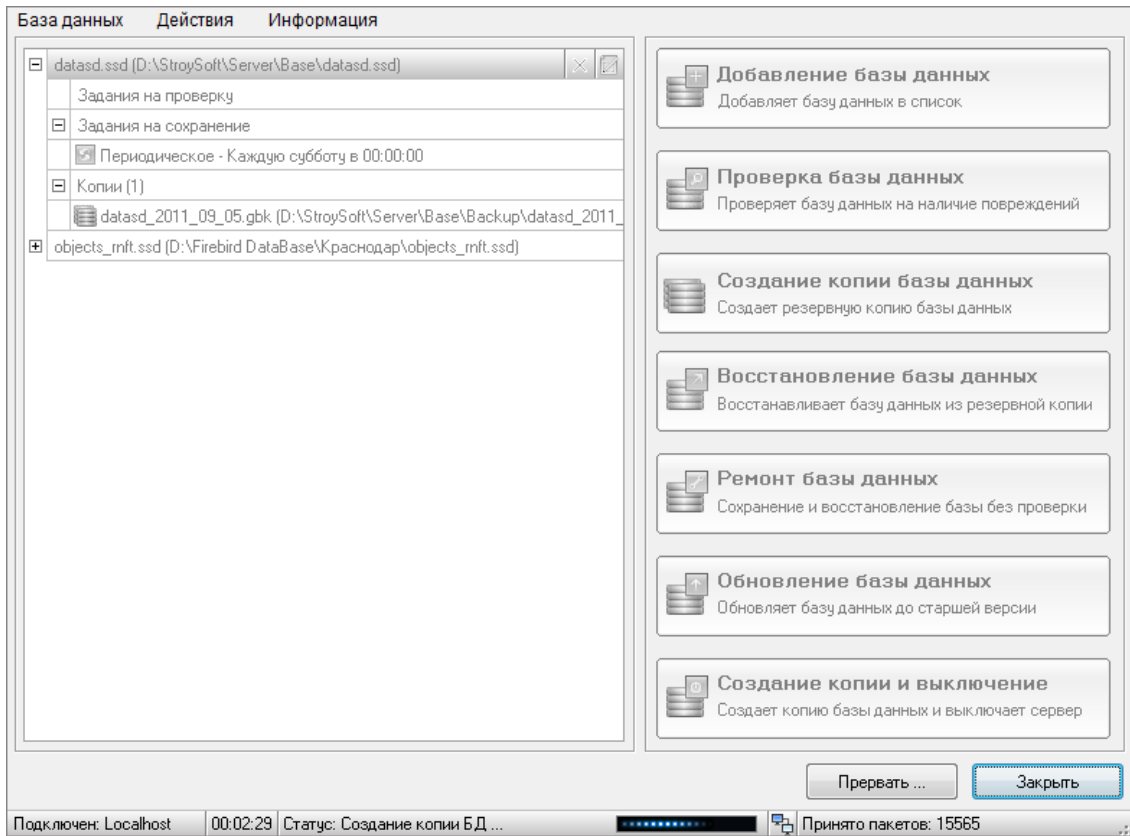 База данных Действия Информация
datasd.ssd (D:\StroySoft\Server\Base\datasd.ssd)
Задания на проверку
Задания на сохранение
Периодическое - Каждую субботу в 00:00:00
Копии (1)
datasd_2011_09_05.gbk (D:\StroySoft\Server\Base\Backup\datasd_2011_
objects_rnft.ssd (D:\Firebird DataBase\Краснодар\objects_rnft.ssd)
Добавление базы данных
Добавляет базу данных в список
Проверка базы данных
Проверяет базу данных на наличие повреждений
Создание копии базы данных
Создает резервную копию базы данных
Восстановление базы данных
Восстанавливает базу данных из резервной копии
Ремонт базы данных
Сохранение и восстановление базы без проверки
Обновление базы данных
Обновляет базу данных до старшей версии
Создание копии и выключение
Создает копию базы данных и выключает сервер
Прервать ... Закрыть
Подключен: Localhost 00:02:29 Статус: Создание копии БД ... Принято пакетов: 15565